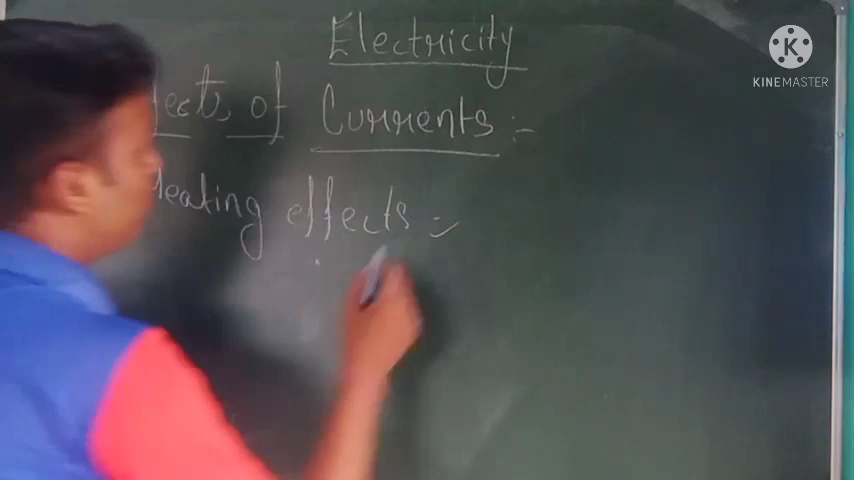 Electricity
KINEMASTER
of Currents :-
effects :-